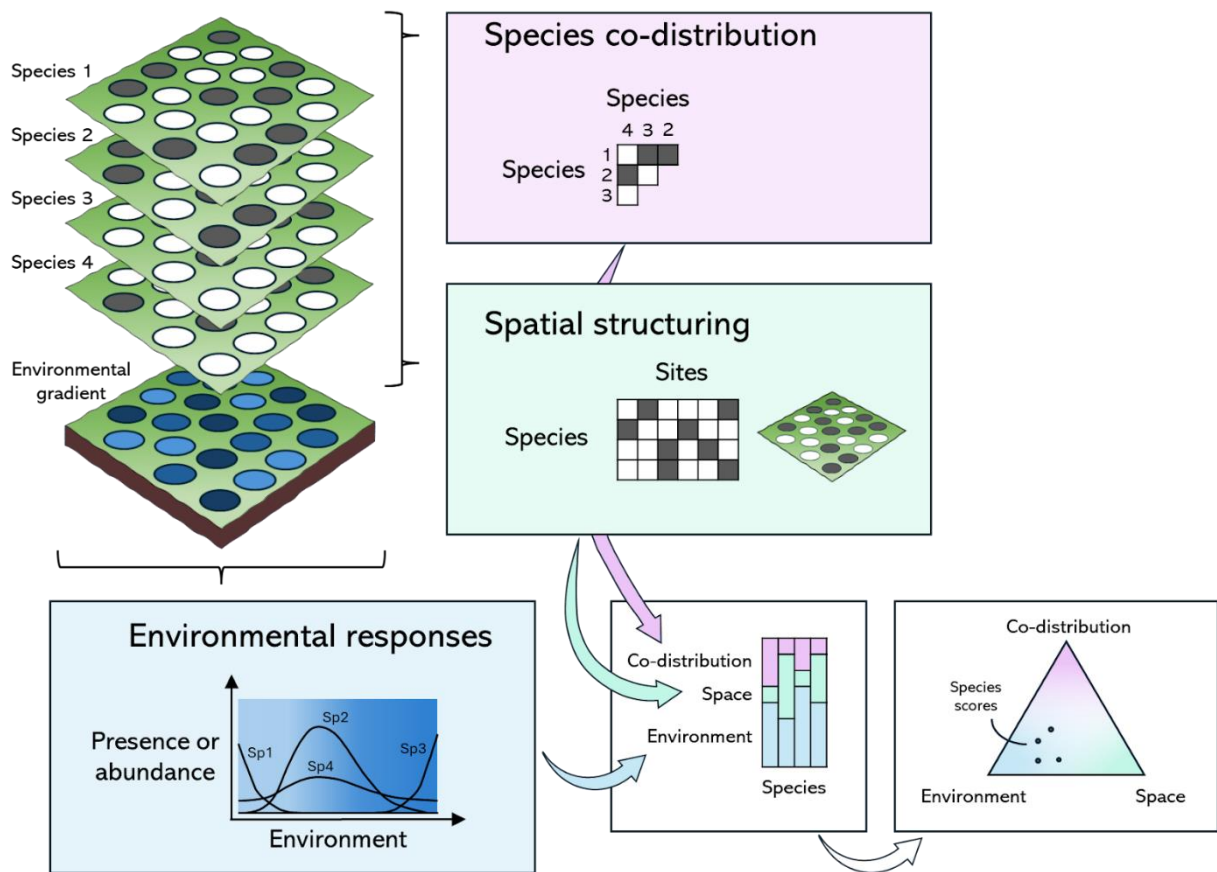 Species 1
Species 2
Species 3
Species 4
Environmental
gradient
Species co-distribution
Species
4 3 2
Species
1
2
3
Spatial structuring
Sites
Species
Environmental responses
Presence or
abundance
Sp1
Sp2
Sp4
Sp3
Environment
Co-distribution
Space
Environment
Species
Co-distribution
Species
scores
Environment
Space